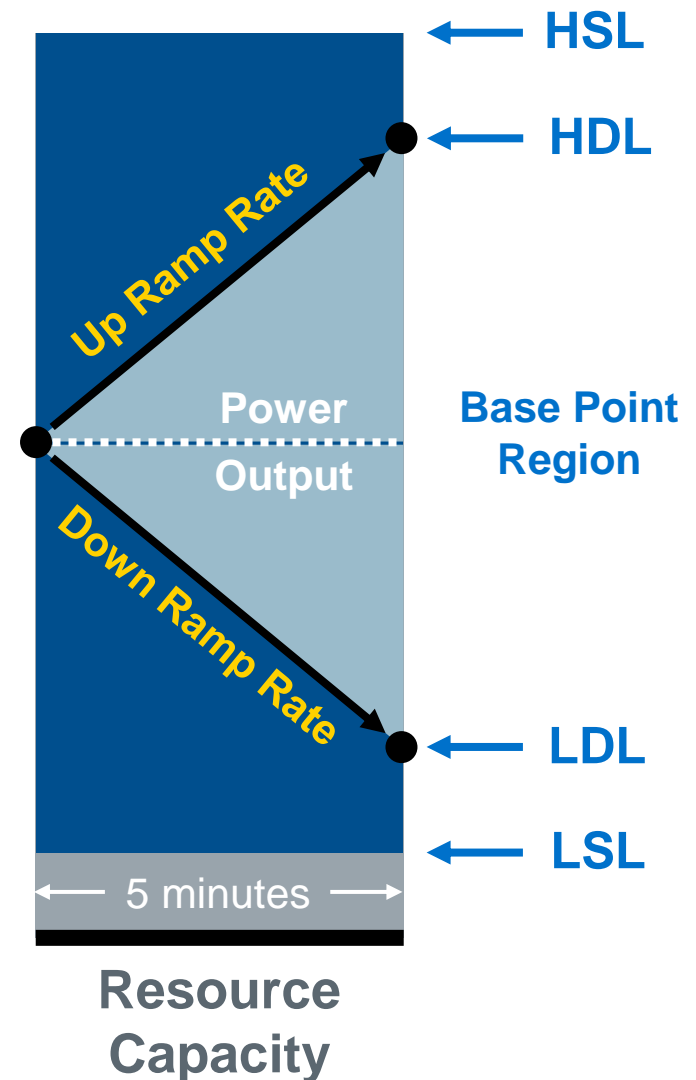 HSL
HDL
Up Ramp Rate
Power
Output
Base Point
Region
Down Ramp Rate
LDL
LSL
5 minutes
Resource
Capacity